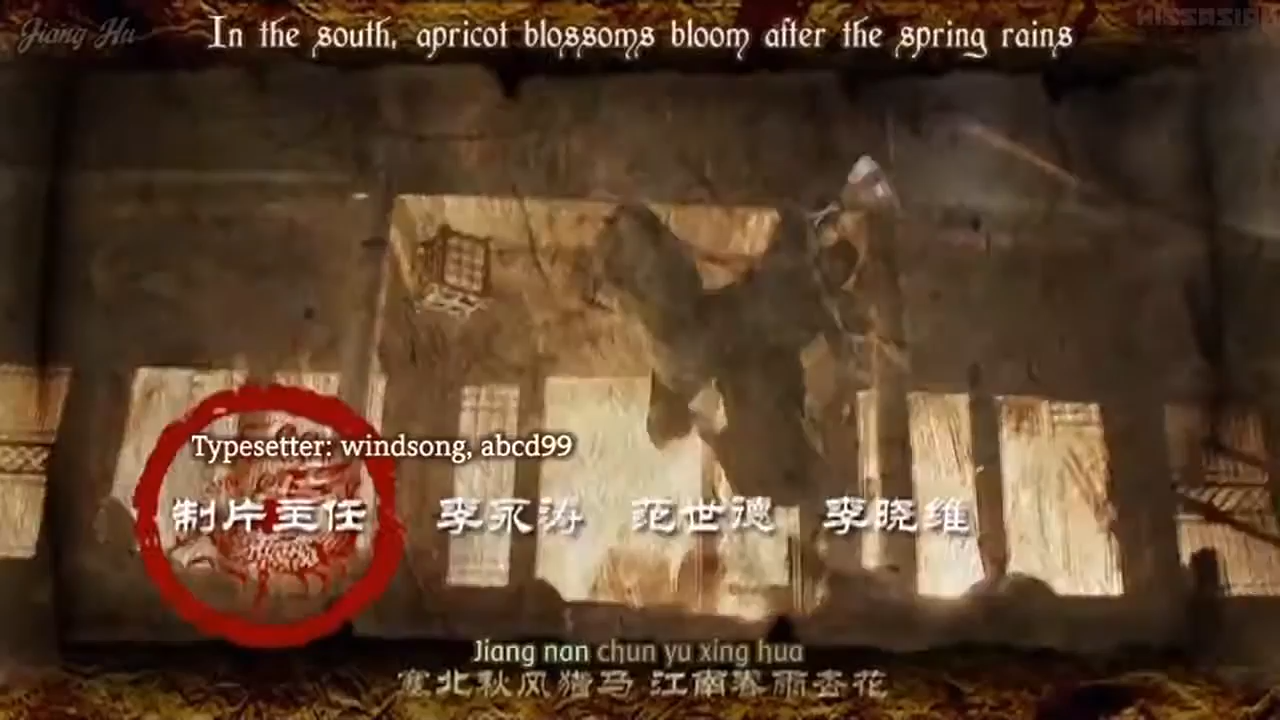 Jiang Hu
KISSASIAN
In the south, apricot blossoms bloom after the spring rains
Typesetter: windsong, abcd99
制片主任 李永涛 范世德 李晓维
Jiang nan chun yu xing hua
塞北秋风猎马 江南春雨杏花